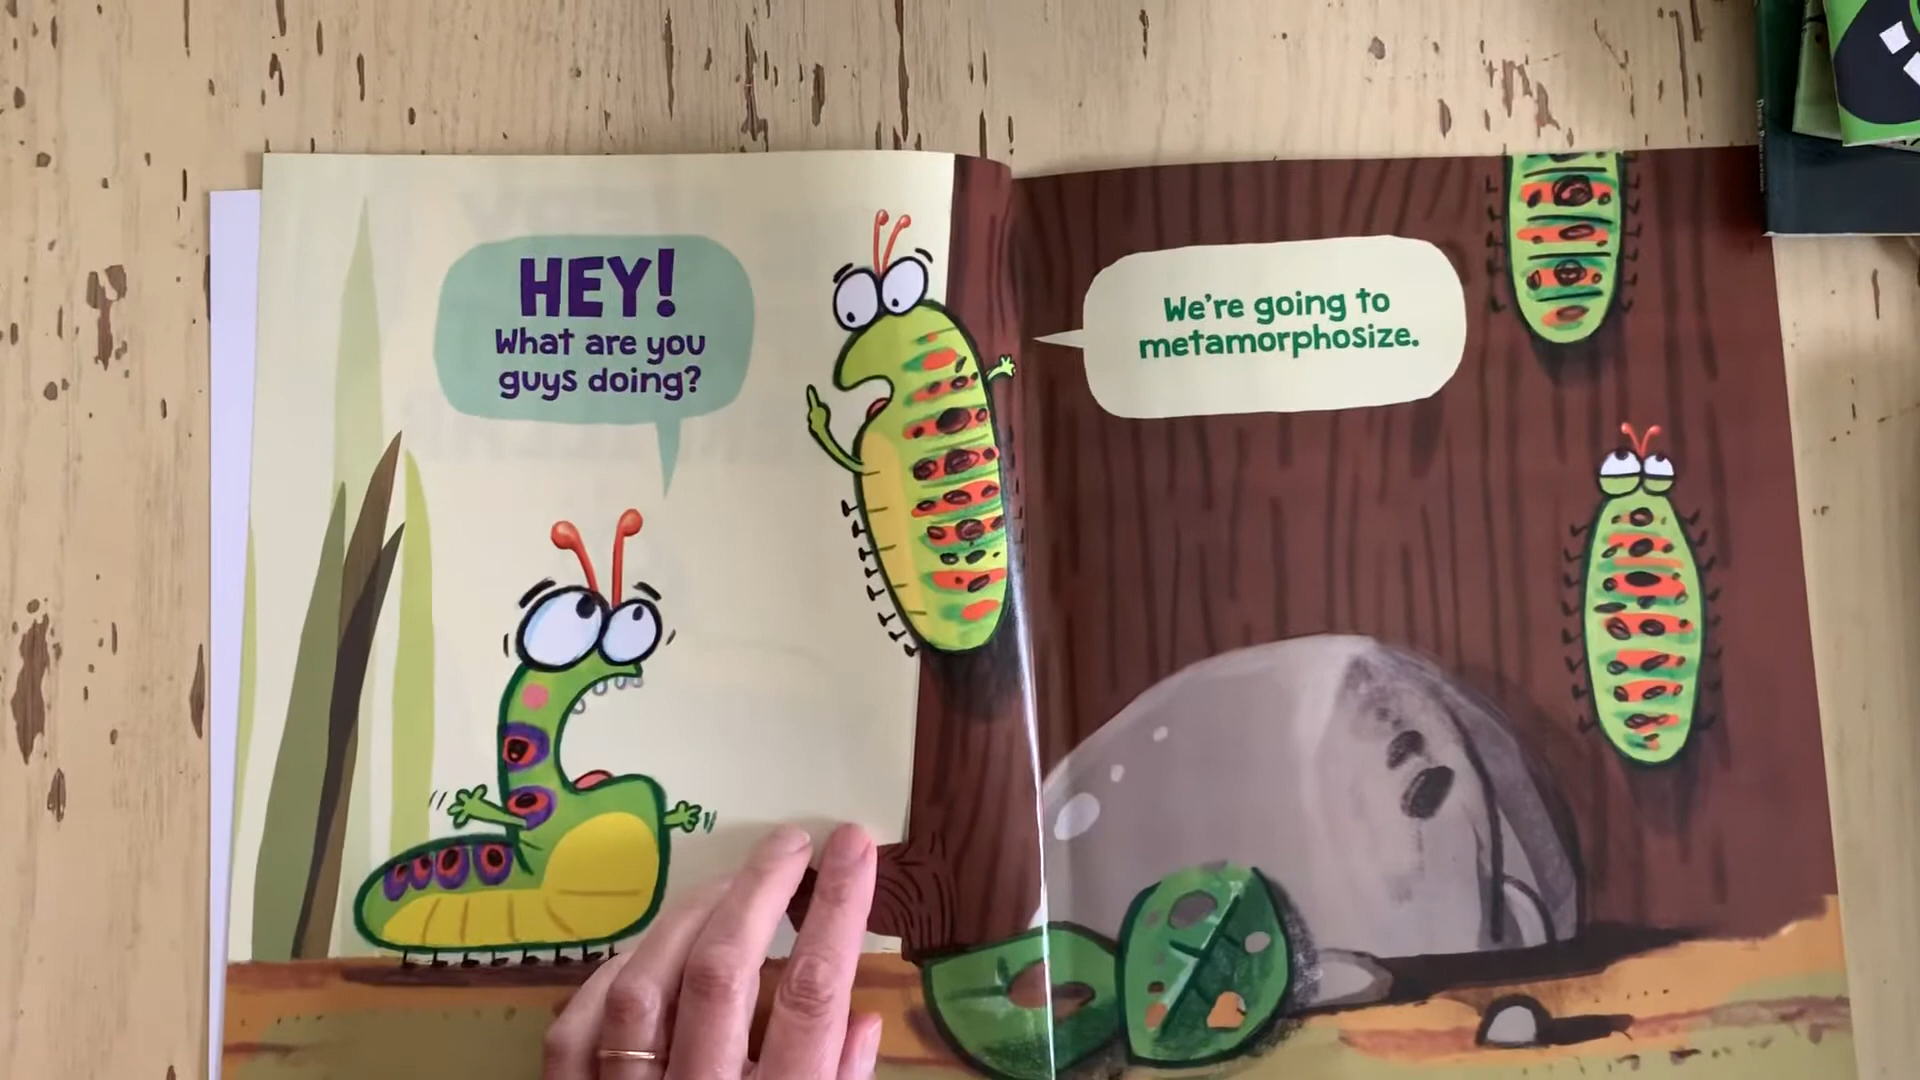 HEY!
What are you
guys doing?
We're going to
metamorphosize.